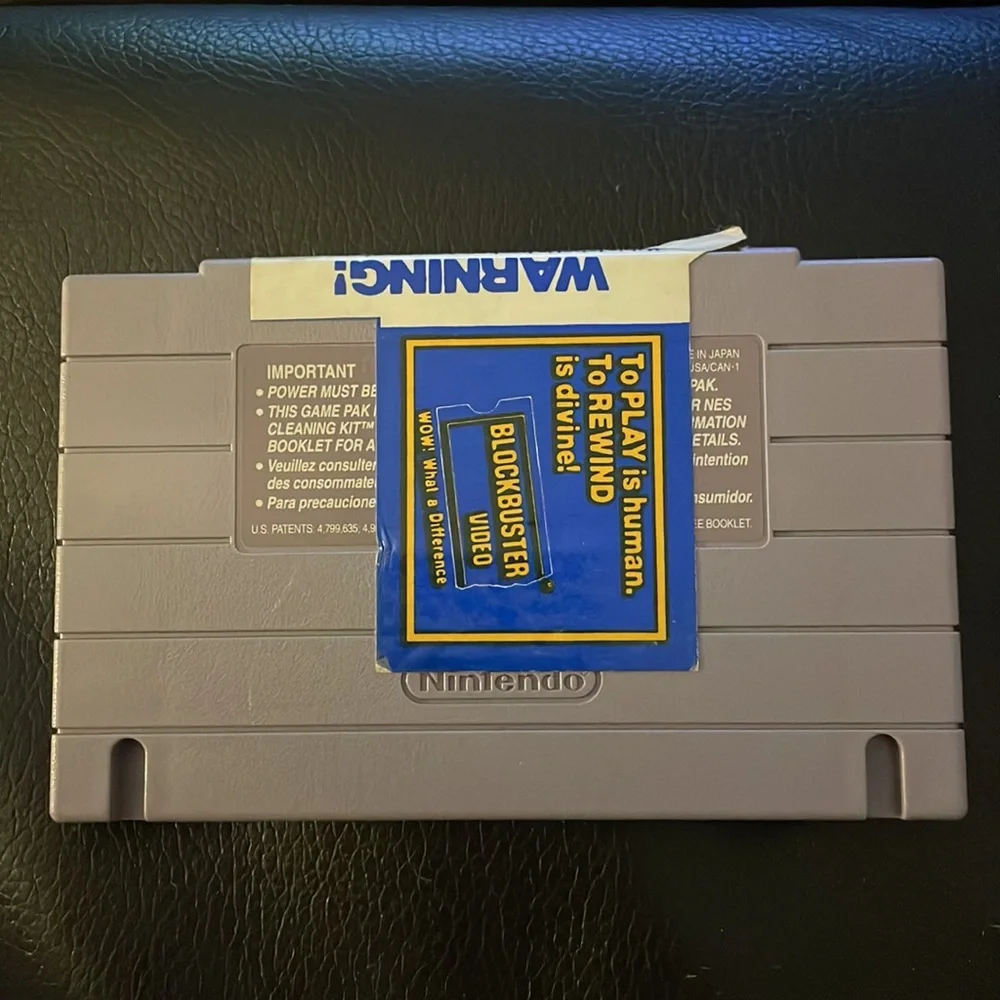 WARNING!
IMPORTANT
• POWER MUST BE
• THIS GAME PAK
CLEANING KIT™
BOOKLET FOR A
• Veuillez consulter
des consommate
• Para precaucione
U.S. PATENTS: 4,799,635, 4,9
To PLAY is human.
To REWIND
is divine!
BLOCKBUSTER
VIDEO
WOW! What a Difference
E IN JAPAN
USA/CAN-1
PAK.
R NES
MATION
ETAILS.
intention
nsumidor.
EE BOOKLET.
Nintendo